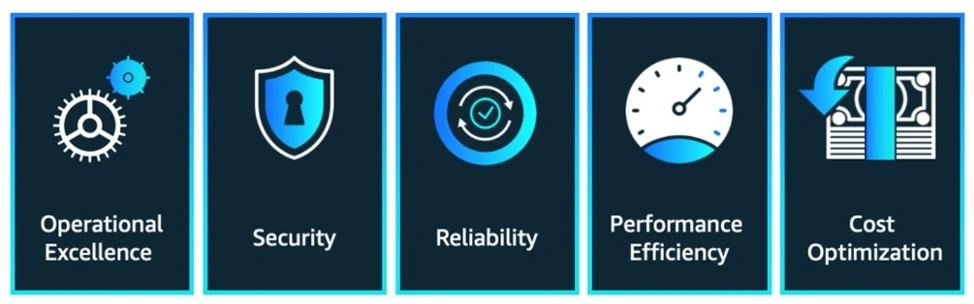 Operational
Excellence
Security
Reliability
Performance
Efficiency
Cost
Optimization